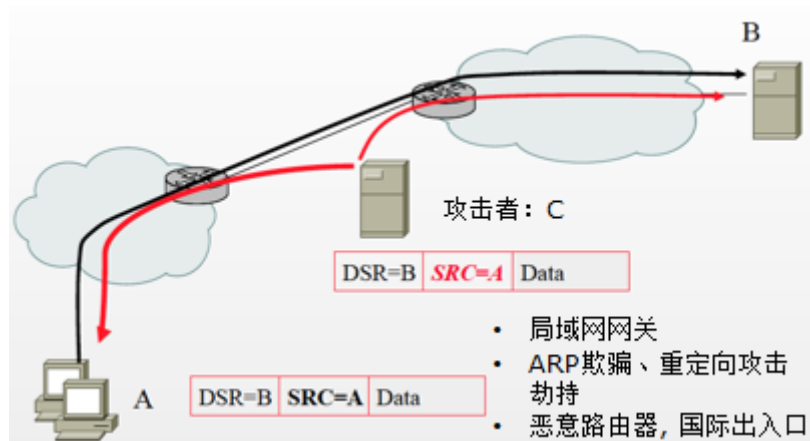 B
攻击者：C
DSR=B SRC=A Data
• 局域网网关
• ARP欺骗、重定向攻击
劫持
• 恶意路由器, 国际出入口
A
DSR=B SRC=A Data